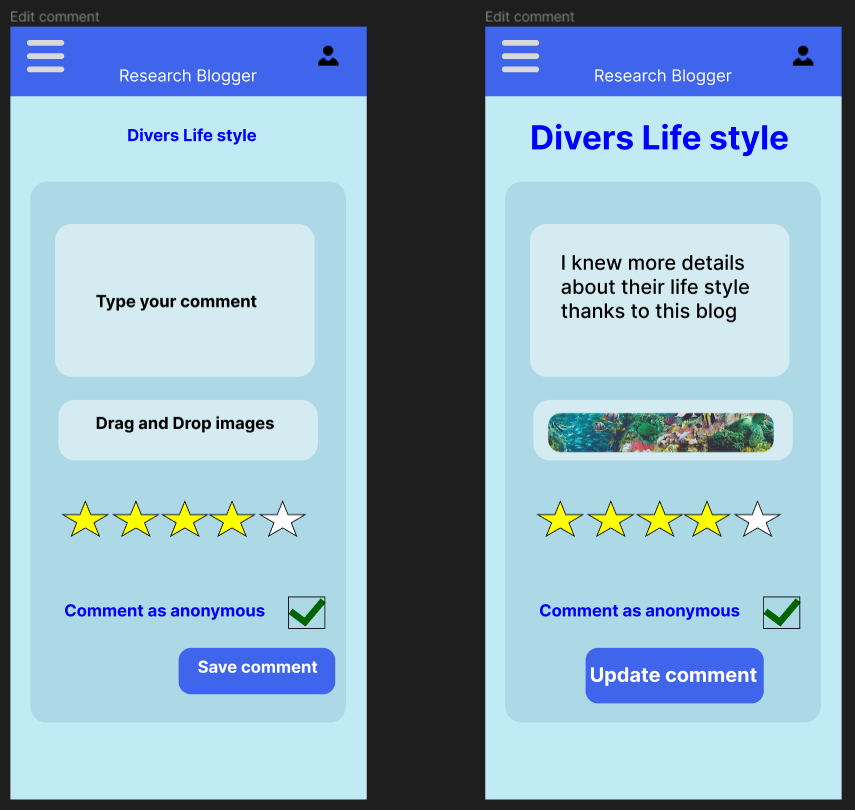 Edit comment
Research Blogger
Divers Life style
Type your comment
Drag and Drop images
Comment as anonymous
Save comment
Edit comment
Research Blogger
Divers Life style
I knew more details
about their life style
thanks to this blog
Comment as anonymous
Update comment